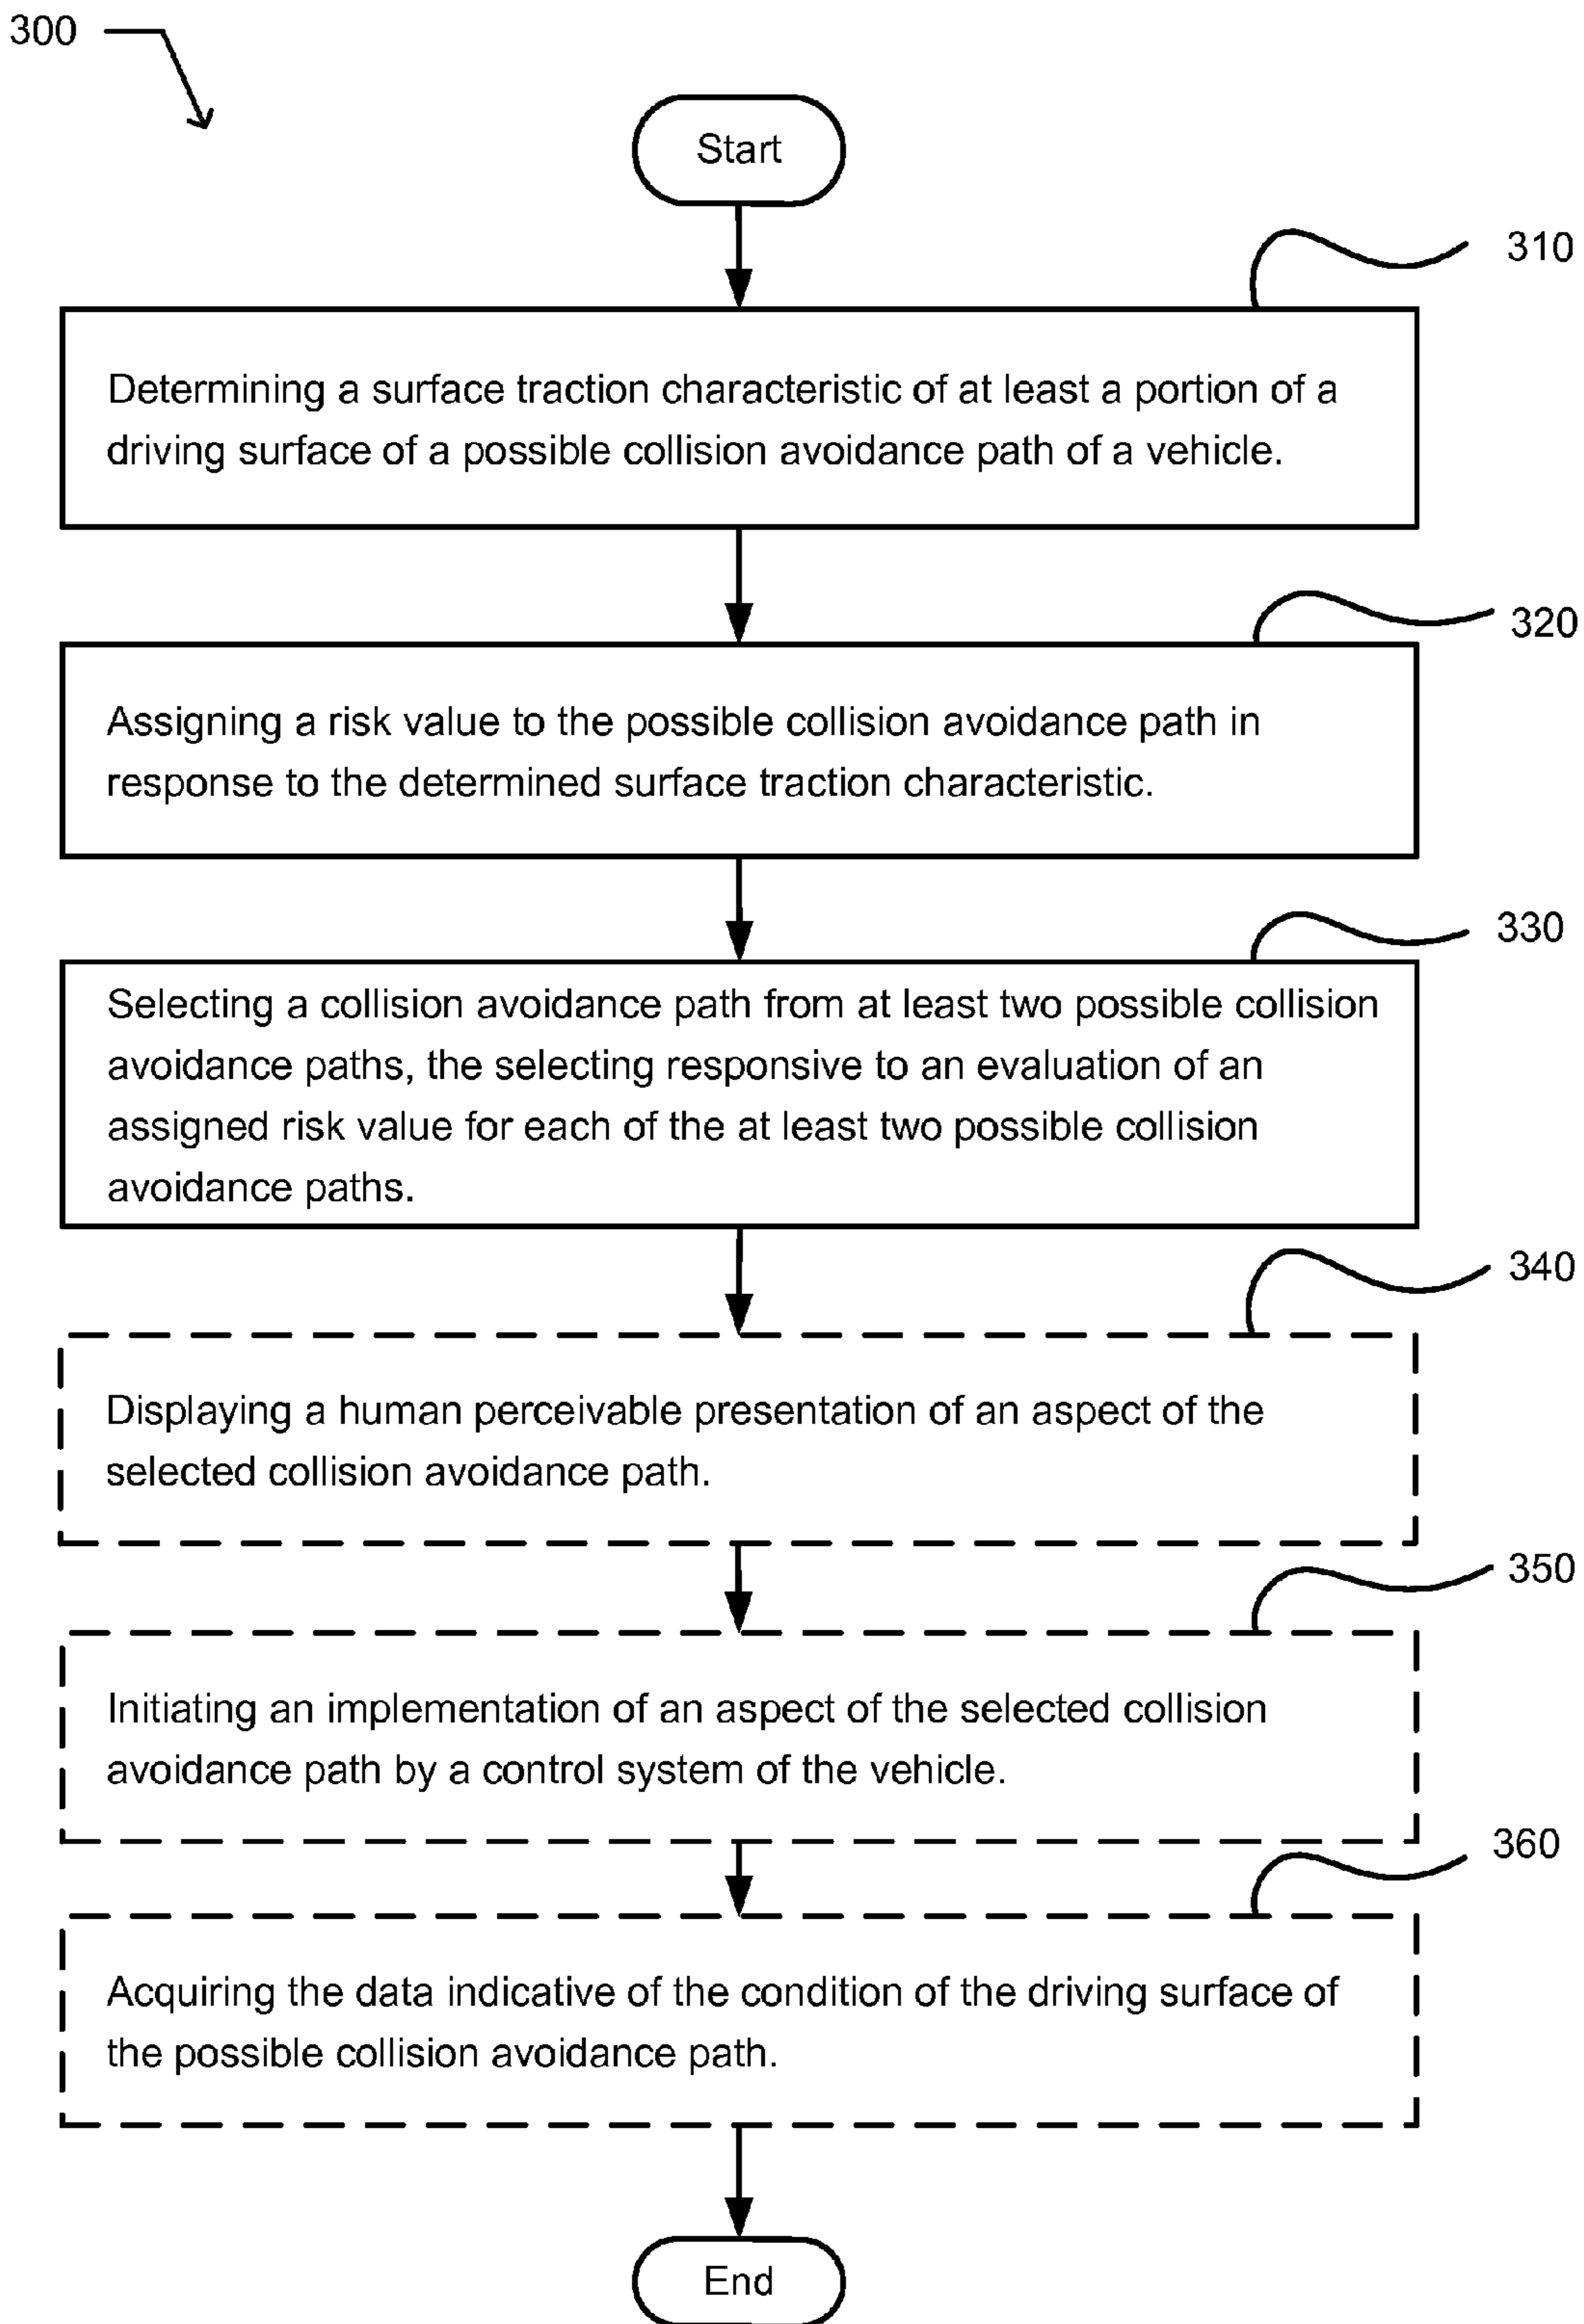 300
Start
310
Determining a surface traction characteristic of at least a portion of a
driving surface of a possible collision avoidance path of a vehicle.
320
Assigning a risk value to the possible collision avoidance path in
response to the determined surface traction characteristic.
330
Selecting a collision avoidance path from at least two possible collision
avoidance paths, the selecting responsive to an evaluation of an
assigned risk value for each of the at least two possible collision
avoidance paths.
340
Displaying a human perceivable presentation of an aspect of the
selected collision avoidance path.
350
Initiating an implementation of an aspect of the selected collision
avoidance path by a control system of the vehicle.
360
Acquiring the data indicative of the condition of the driving surface of
the possible collision avoidance path.
End